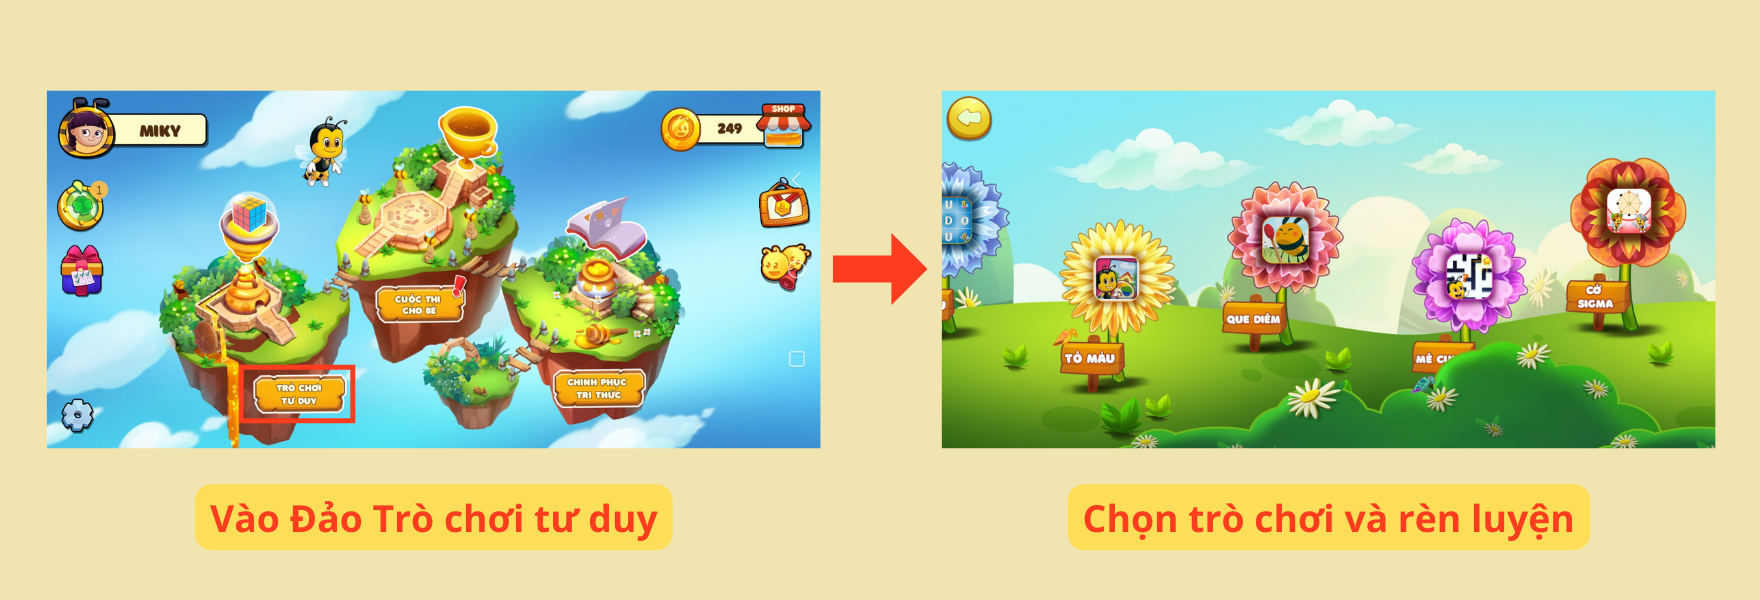 MIKY
249
SHOP
1
CUỘC THI
CHO BÉ
TRÒ CHƠI
TƯ DUY
CHINH PHỤC
TRI THỨC
U
D O
U
TÔ MÀU
QUE DIÊM
CỜ
SIGMA
Vào Đảo Trò chơi tư duy
Chọn trò chơi và rèn luyện